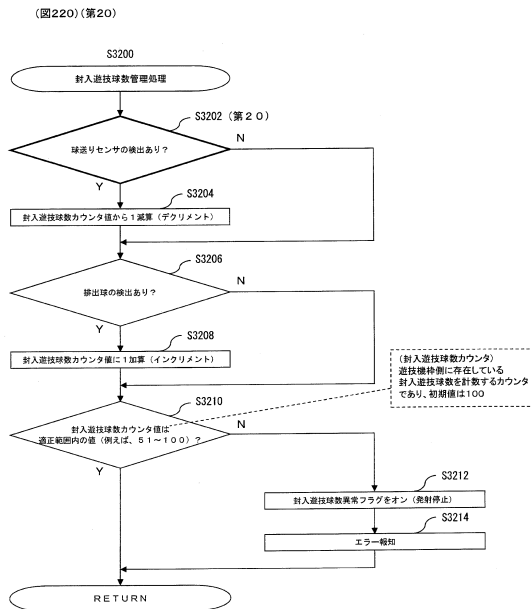 (図220)(第20)
S3200
封入遊技球数管理処理
S3202(第20)
球送りセンサの検出あり?
N
Y
S3204
封入遊技球数カウンタ値から1減算(デクリメント)
S3206
排出球の検出あり?
N
Y
S3208
封入遊技球数カウンタ値に1加算(インクリメント)
(封入遊技球数カウンタ)
遊技機枠側に存在している
封入遊技球数を計数するカウンタ
であり、初期値は100
S3210
封入遊技球数カウンタ値は
適正範囲内の値(例えば、51~100)?
N
Y
S3212
封入遊技球数異常フラグをオン(発射停止)
S3214
エラー報知
RETURN